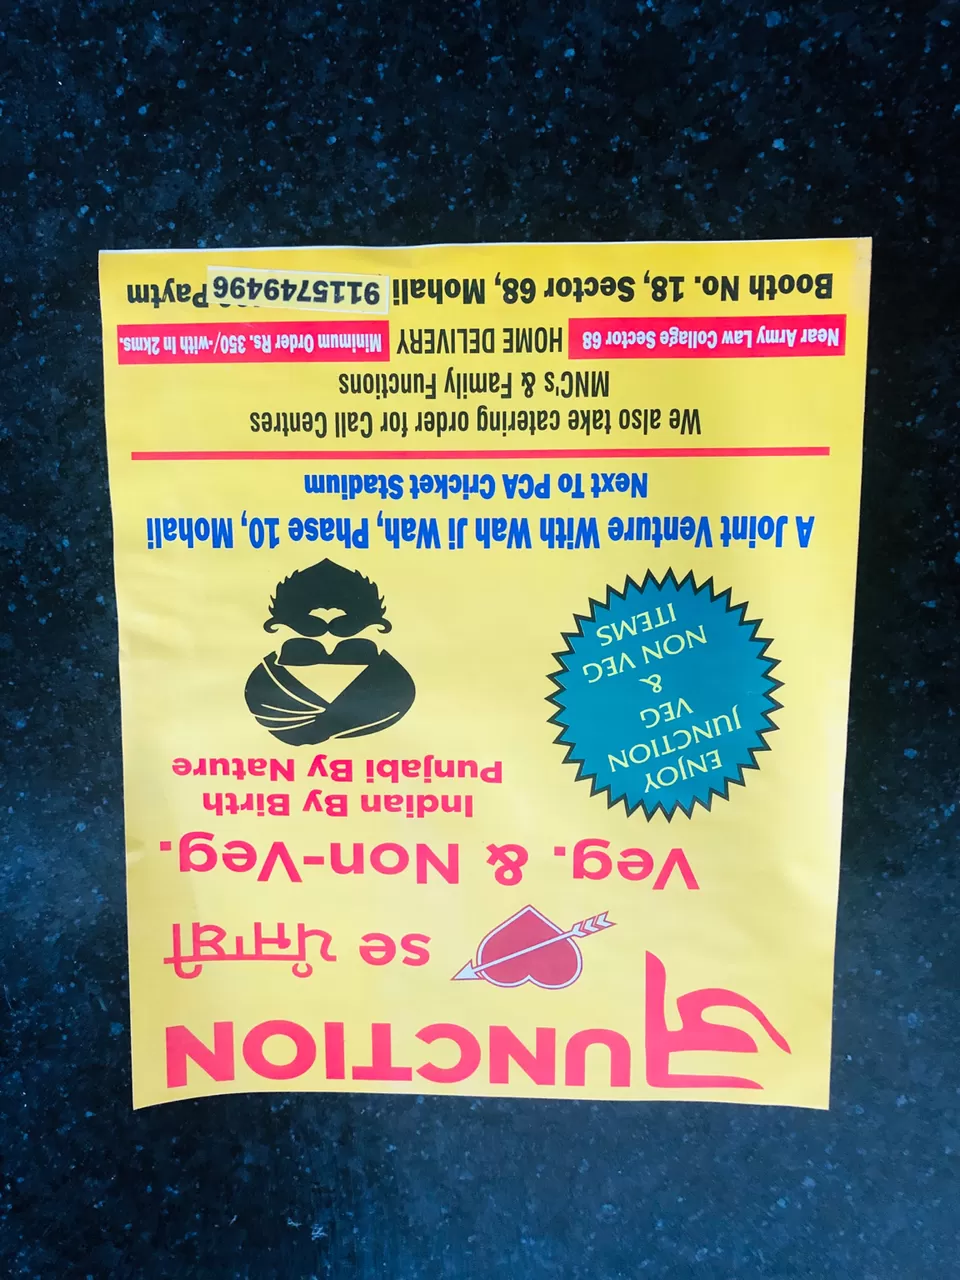 जUNCTION
se ਪੰਜਾਬੀ
Veg. & Non-Veg.
Indian By Birth
Punjabi By Nature
ENJOY
JUNCTION
VEG
&
NON VEG
ITEMS
A Joint Venture With Wah Ji Wah, Phase 10, Mohali
Next To PCA Cricket Stadium
We also take catering order for Call Centres
MNC's & Family Functions
Near Army Law Collage Sector 68 HOME DELIVERY Minimum Order Rs. 350/-with In 2kms.
Booth No. 18, Sector 68, Mohali 9115749496 Paytm